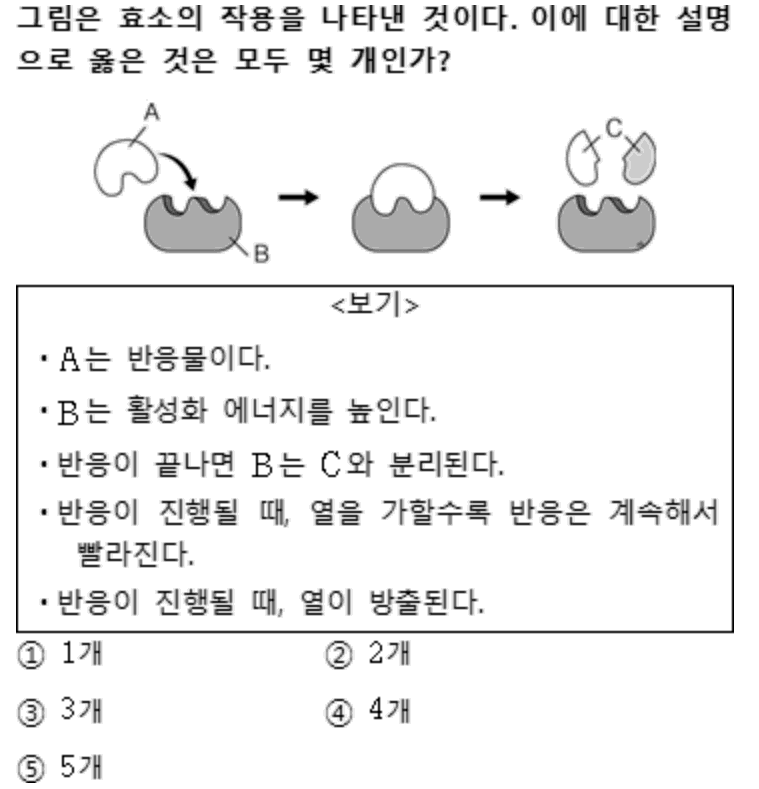 그림은 효소의 작용을 나타낸 것이다. 이에 대한 설명
으로 옳은 것은 모두 몇 개인가?
A
C
B
<보기>
・A는 반응물이다.
・B는 활성화 에너지를 높인다.
・반응이 끝나면 B는 C와 분리된다.
・반응이 진행될 때, 열을 가할수록 반응은 계속해서
빨라진다.
・반응이 진행될 때, 열이 방출된다.
① 1개 ② 2개
③ 3개 ④ 4개
⑤ 5개